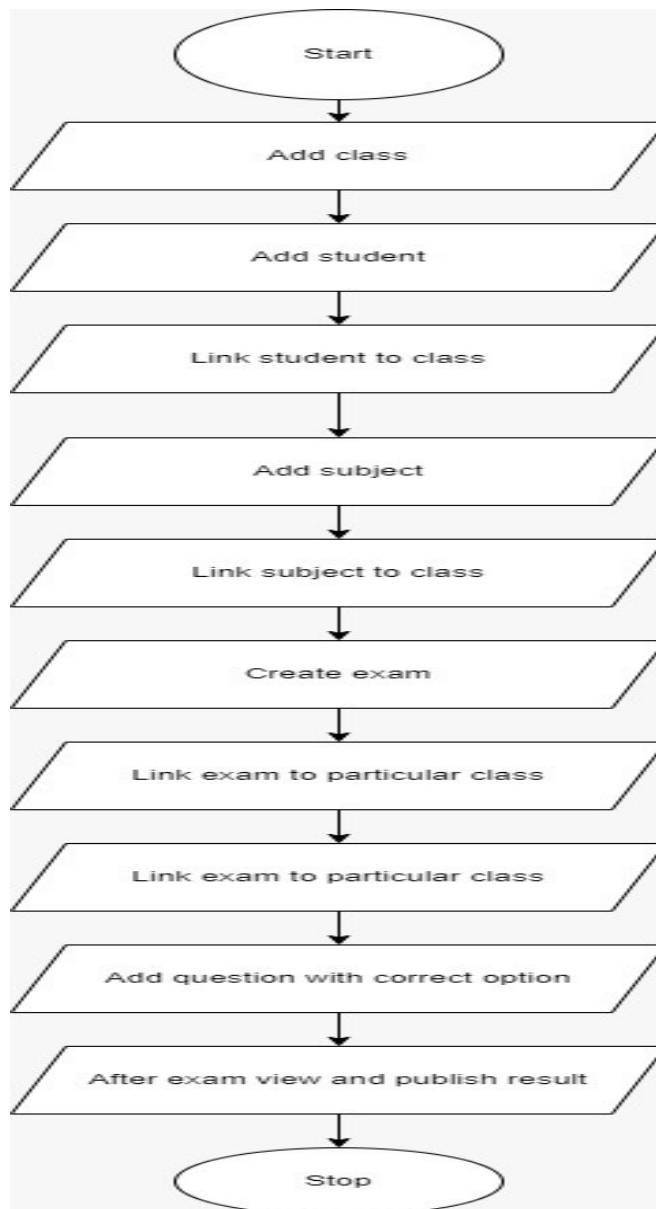 Start
Add class
Add student
Link student to class
Add subject
Link subject to class
Create exam
Link exam to particular class
Link exam to particular class
Add question with correct option
After exam view and publish result
Stop